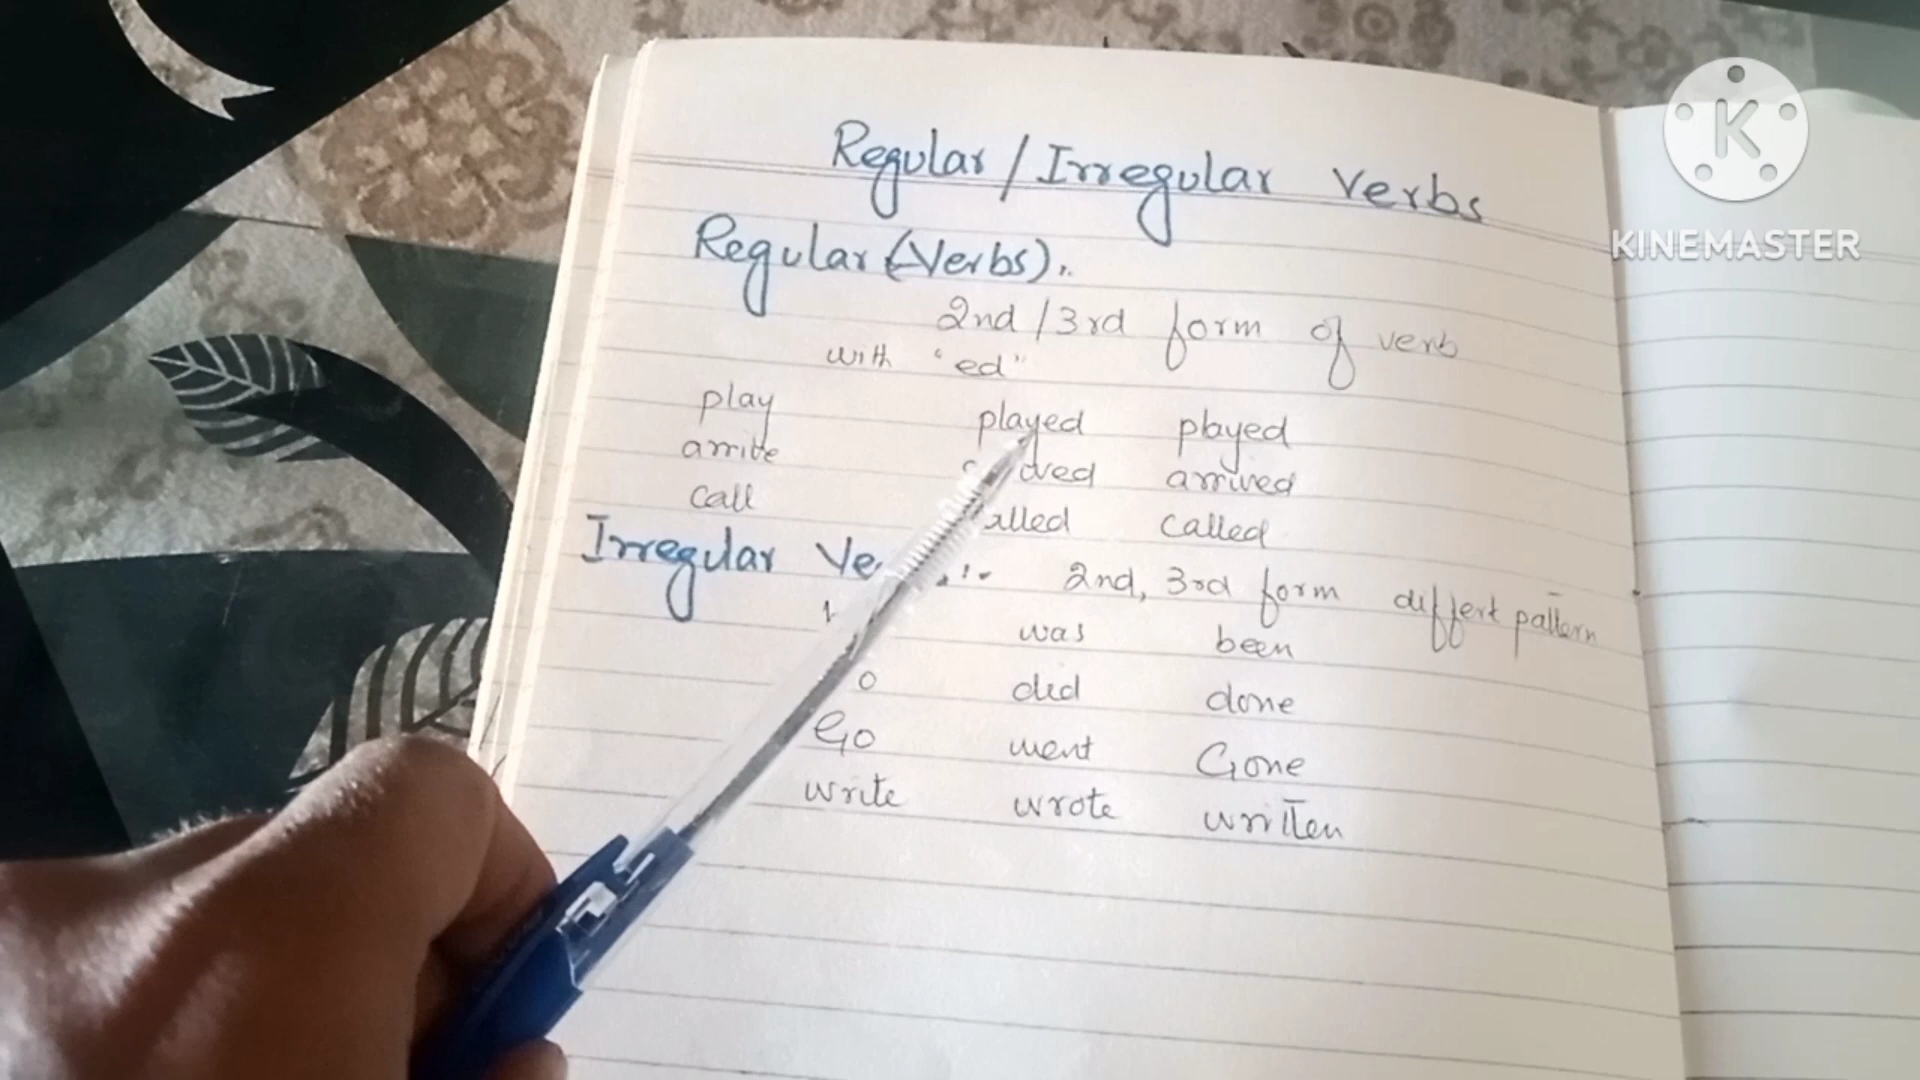 Regular / Irregular Verbs
Regular (Verbs):
2nd / 3rd form of verb
with "ed"
play played played
arrive arrived
call called
Irregular 2nd, 3rd form differt pattern
was been
did done
Go went Gone
write wrote written
K
KINEMASTER